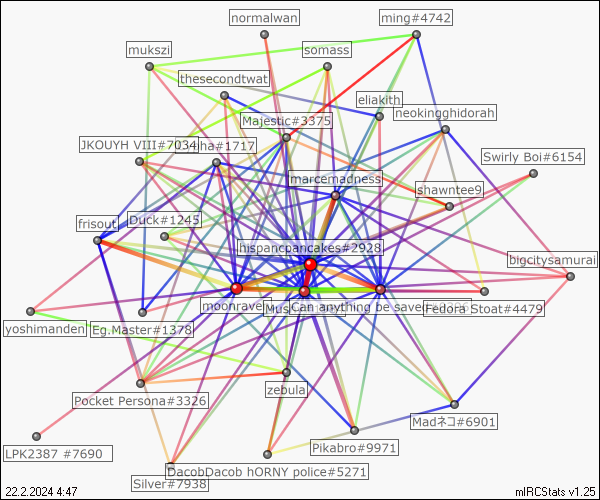 normalwan
ming#4742
mukszi
somass
thesecondtwat
eliakith
neokingghidorah
Majestic#3375
JKOUYH VIII#7034
ha#1717
Swirly Boi#6154
marcemadness
shawntee9
frisout
Duck#1245
hispancpancakes#2928
bigcitysamurai
moonraven
Mus
Can anything be save
Fedora Stoat#4479
yoshimanden
Eg.Master#1378
zebula
Pocket Persona#3326
Madネコ#6901
Pikabro#9971
LPK2387 #7690
DacobDacob hORNY police#5271
Silver#7938
22.2.2024 4:47
mIRCStats v1.25